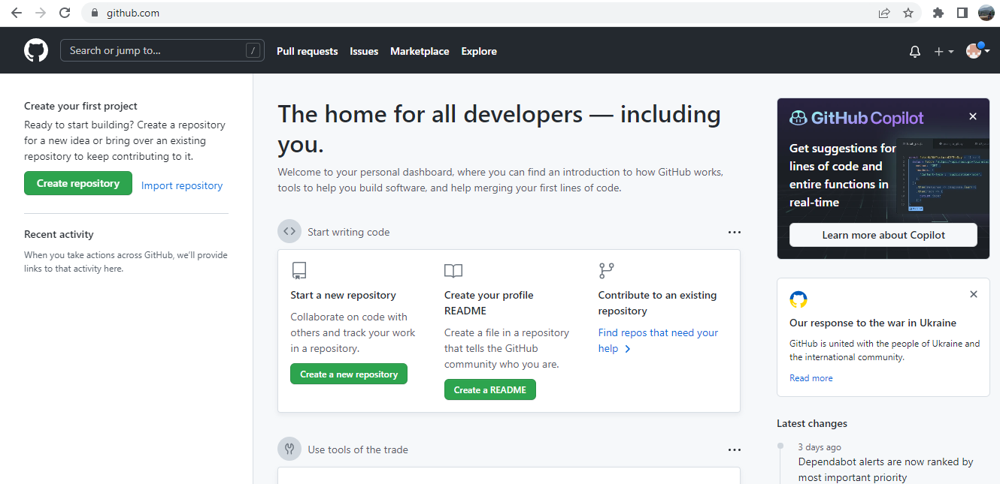 github.com
Search or jump to...
/
Pull requests
Issues
Marketplace
Explore
Create your first project
Ready to start building? Create a repository
for a new idea or bring over an existing
repository to keep contributing to it.
Create repository
Import repository
Recent activity
When you take actions across GitHub, we'll provide
links to that activity here.
The home for all developers — including
you.
Welcome to your personal dashboard, where you can find an introduction to how GitHub works,
tools to help you build software, and help merging your first lines of code.
Start writing code
Start a new repository
Collaborate on code with
others and track your work
in a repository.
Create a new repository
Create your profile
README
Create a file in a repository
that tells the GitHub
community who you are.
Create a README
Contribute to an existing
repository
Find repos that need your
help
Use tools of the trade
GitHub Copilot
Get suggestions for
lines of code and
entire functions in
real-time
Learn more about Copilot
Our response to the war in Ukraine
GitHub is united with the people of Ukraine and
the international community.
Read more
Latest changes
3 days ago
Dependabot alerts are now ranked by
most important priority